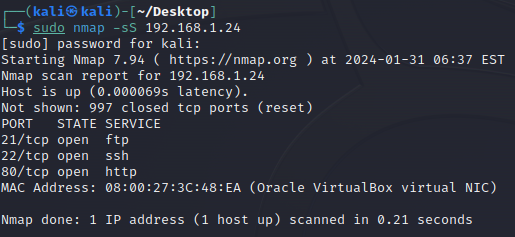 ┌──(kali㉿kali)-[~/Desktop]
└─$ sudo nmap -sS 192.168.1.24
[sudo] password for kali:
Starting Nmap 7.94 ( https://nmap.org ) at 2024-01-31 06:37 EST
Nmap scan report for 192.168.1.24
Host is up (0.000069s latency).
Not shown: 997 closed tcp ports (reset)
PORT   STATE SERVICE
21/tcp open  ftp
22/tcp open  ssh
80/tcp open  http
MAC Address: 08:00:27:3C:48:EA (Oracle VirtualBox virtual NIC)
Nmap done: 1 IP address (1 host up) scanned in 0.21 seconds